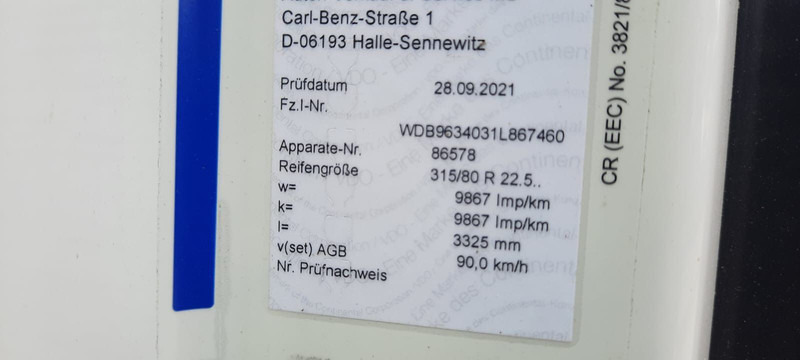 Carl-Benz-Straße 1
D-06193 Halle-Sennewitz
Prüfdatum 28.09.2021
Fz.I-Nr.
WDB9634031L867460
Apparate-Nr. 86578
Reifengröße 315/80 R 22.5..
w= 9867 Imp/km
k= 9867 Imp/km
l= 3325 mm
v(set) AGB 90,0 km/h
Nr. Prüfnachweis
CR (EEC) No. 3821/8